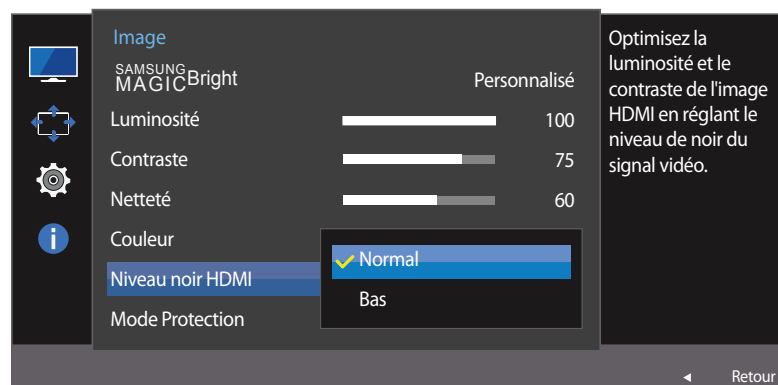 Image
SAMSUNG
MAGICBright Personnalisé
Luminosité 100
Contraste 75
Netteté 60
Couleur
Niveau noir HDMI
Mode Protection
Normal
Bas
Optimisez la
luminosité et le
contraste de l'image
HDMI en réglant le
niveau de noir du
signal vidéo.
Retour